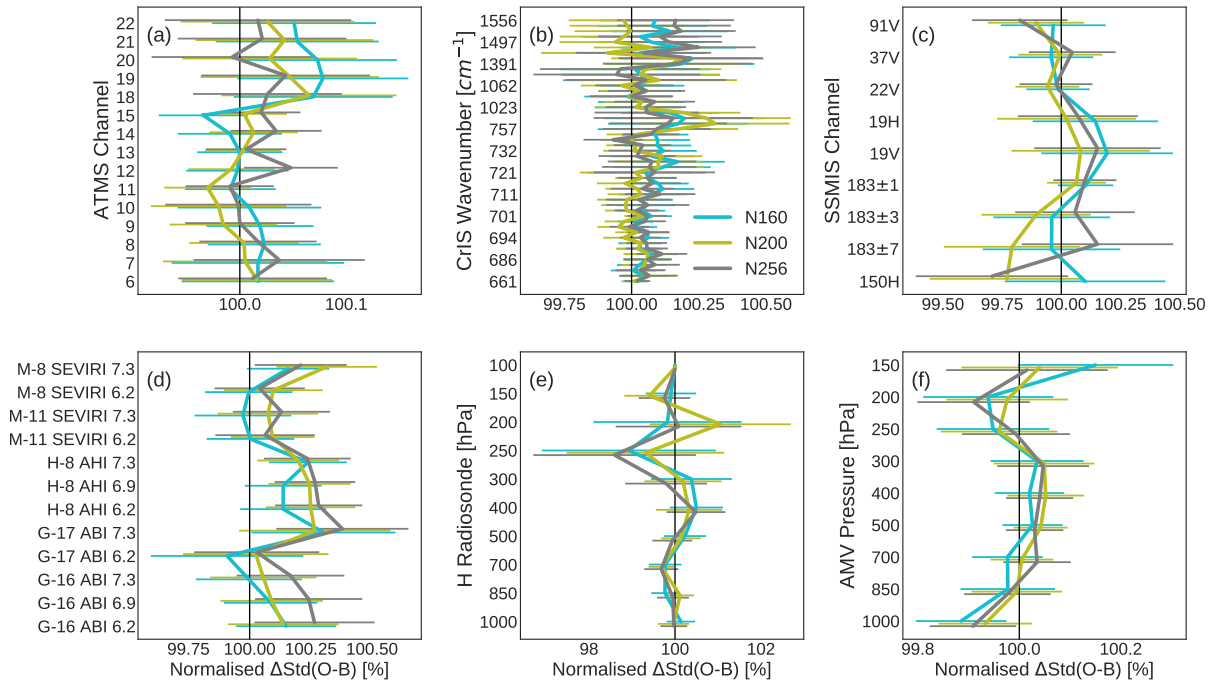 (a)
ATMS Channel
22
21
20
19
18
15
14
13
12
11
10
9
8
7
6
100.0
100.1
(b)
CrIS Wavenumber [cm⁻¹]
1556
1497
1391
1062
1023
757
732
721
711
701
694
686
661
99.75
100.00
100.25
100.50
N160
N200
N256
(c)
SSMIS Channel
91V
37V
22V
19H
19V
183±1
183±3
183±7
150H
99.50
99.75
100.00
100.25
100.50
(d)
M-8 SEVIRI 7.3
M-8 SEVIRI 6.2
M-11 SEVIRI 7.3
M-11 SEVIRI 6.2
H-8 AHI 7.3
H-8 AHI 6.9
H-8 AHI 6.2
G-17 ABI 7.3
G-17 ABI 6.2
G-16 ABI 7.3
G-16 ABI 6.9
G-16 ABI 6.2
99.75
100.00
100.25
100.50
Normalised ΔStd(O-B) [%]
(e)
H Radiosonde [hPa]
100
150
200
250
300
400
500
700
850
1000
98
100
102
Normalised ΔStd(O-B) [%]
(f)
AMV Pressure [hPa]
150
200
250
300
400
500
700
850
1000
99.8
100.0
100.2
Normalised ΔStd(O-B) [%]